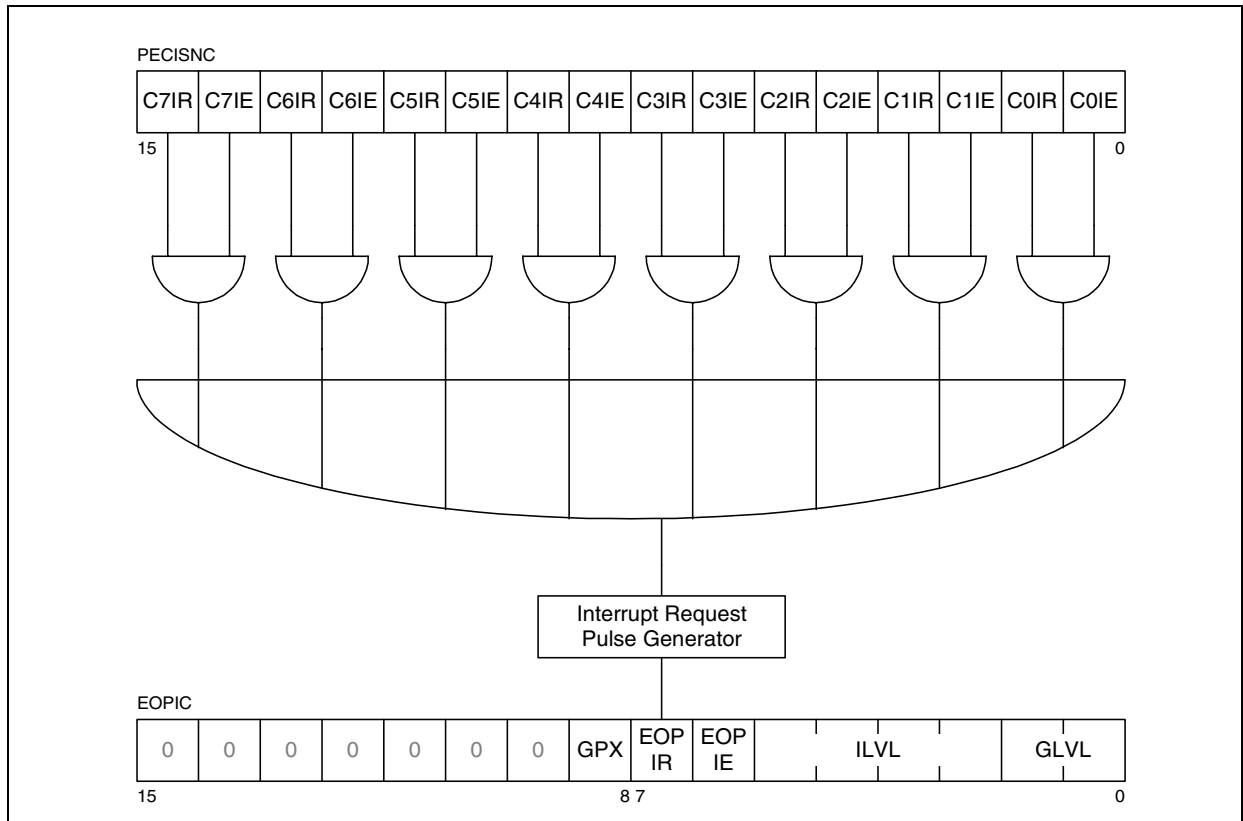 PECISNC
C7IR C7IE C6IR C6IE C5IR C5IE C4IR C4IE C3IR C3IE C2IR C2IE C1IR C1IE C0IR C0IE
15 0
Interrupt Request
Pulse Generator
EOPIC
0 0 0 0 0 0 0 GPX EOP IR EOP IE ILVL GLVL
15 8 7 0